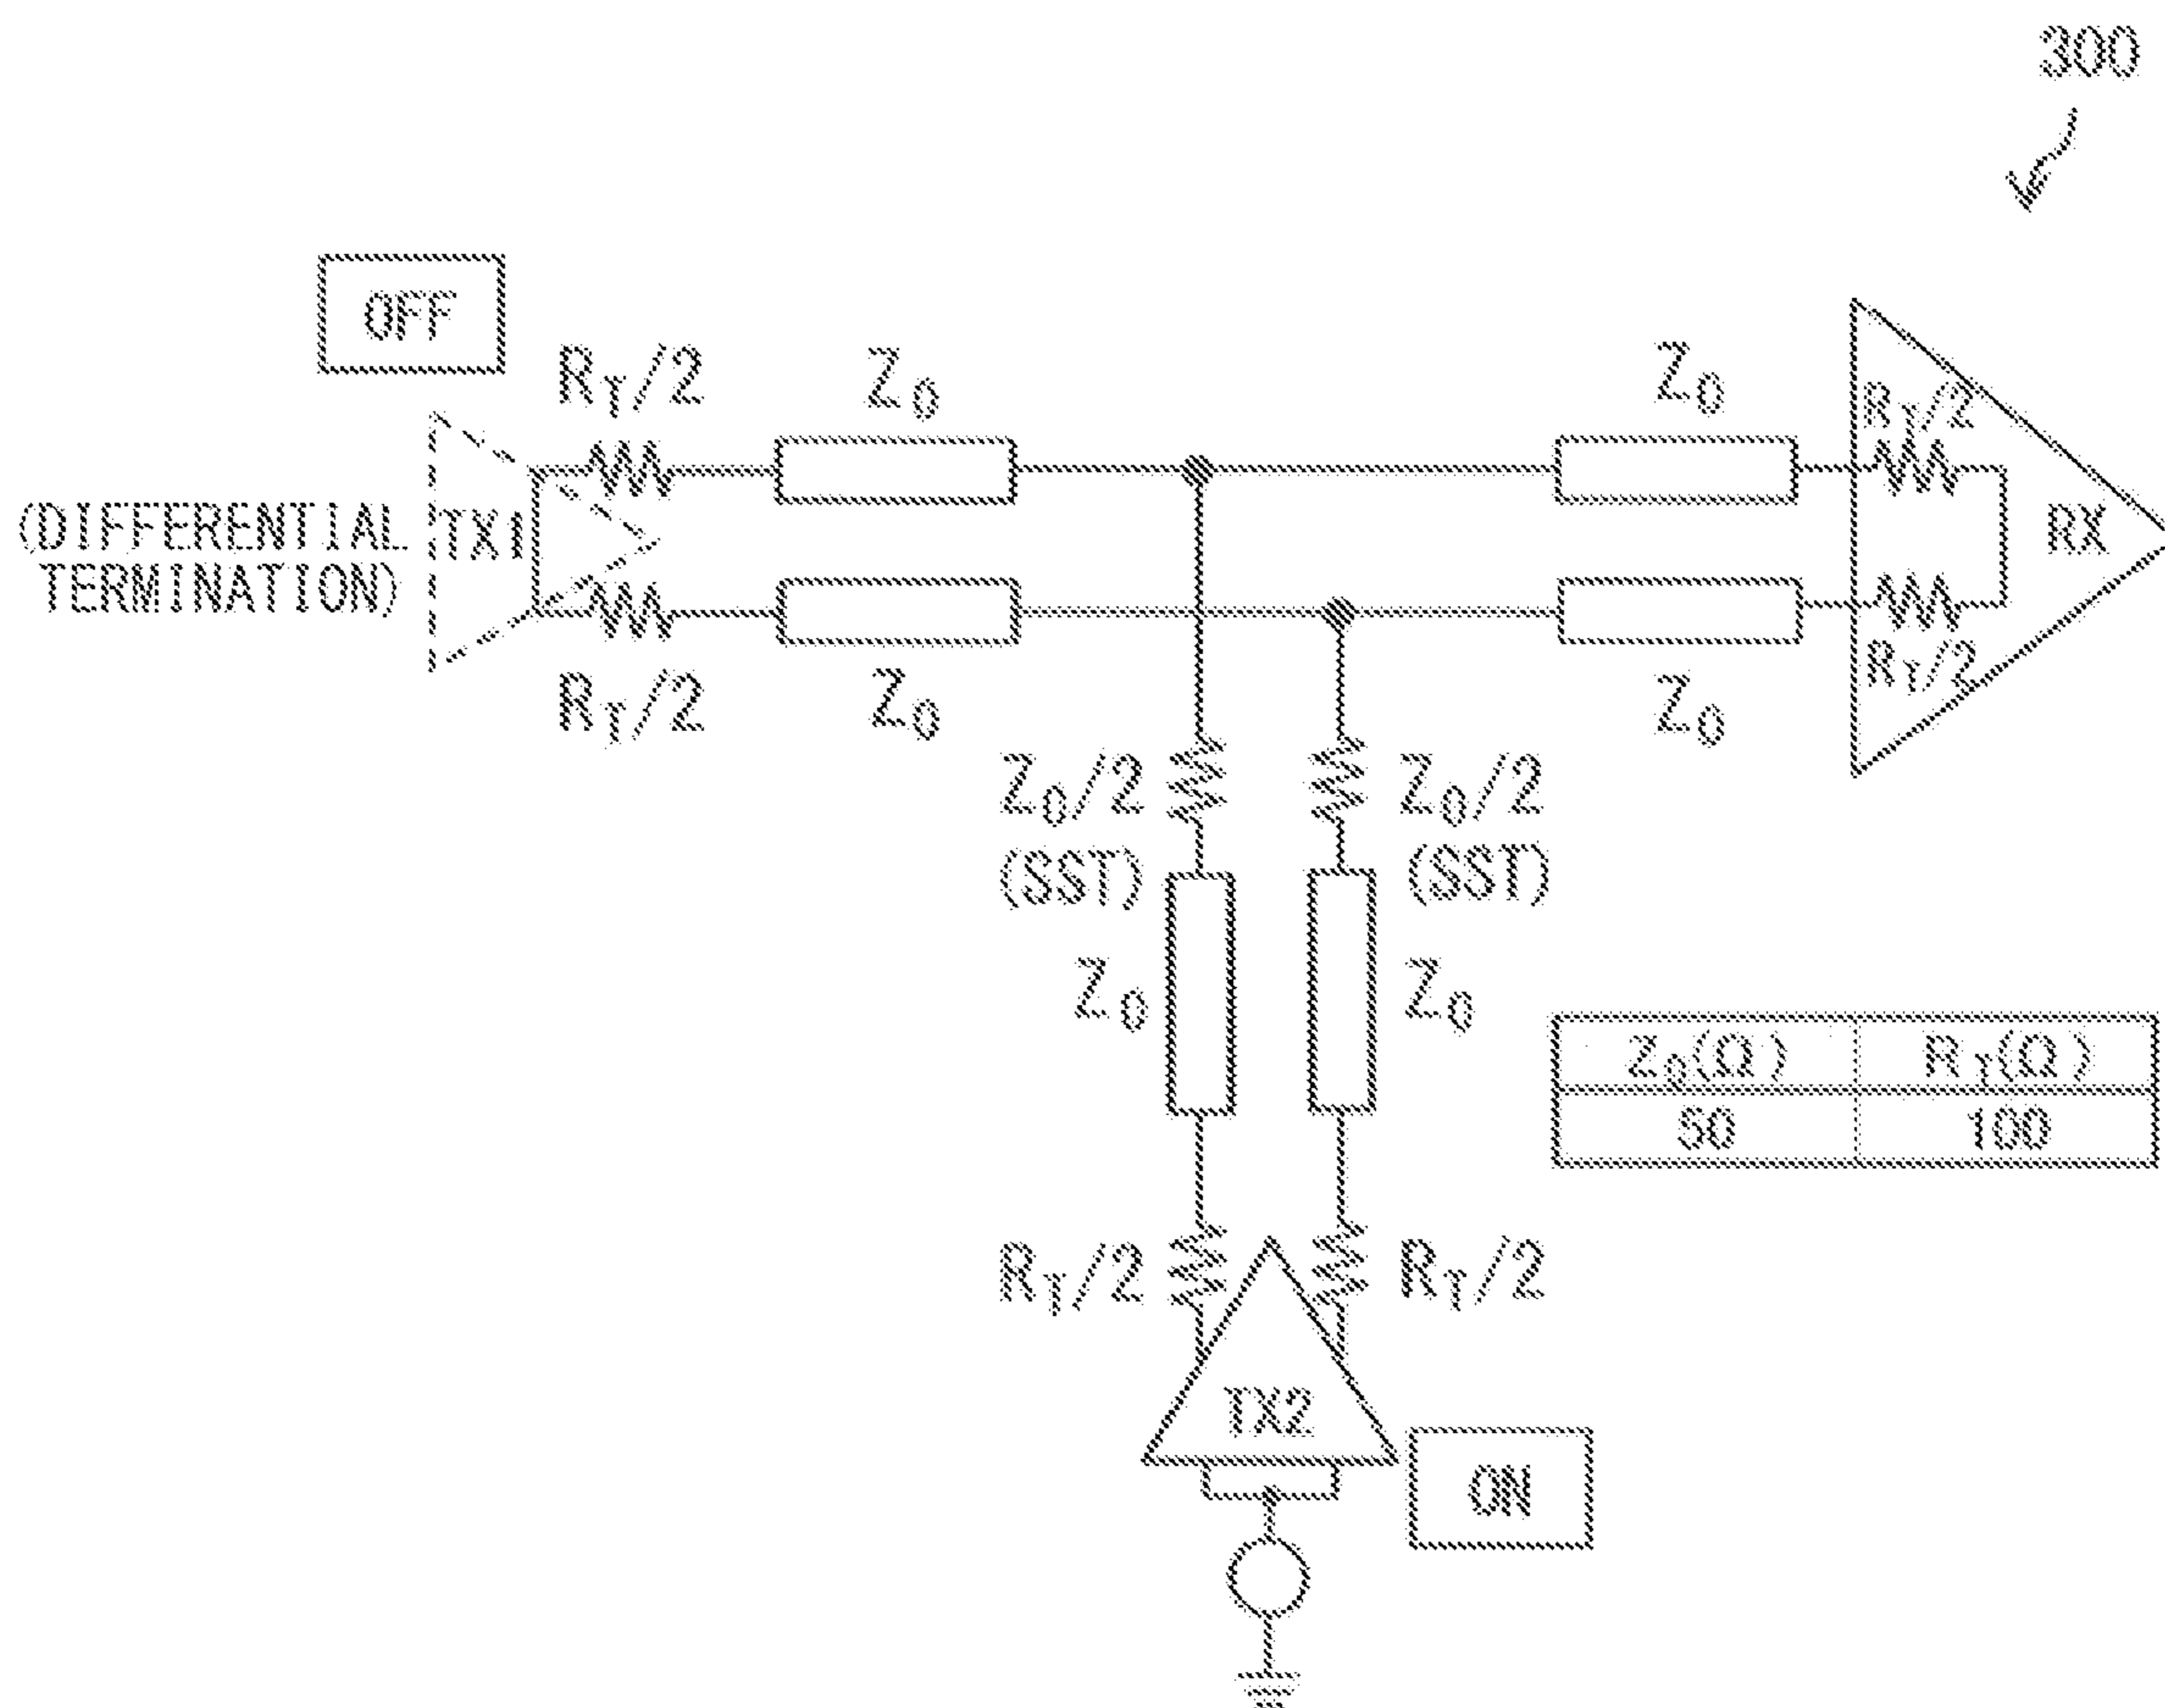 300
OFF
R_T/2
Z_0
Z_0
R_T/2
(DIFFERENTIAL
TERMINATION)
TX1
RX
R_T/2
Z_0
Z_0
R_T/2
Z_0/2
(SST)
Z_0/2
(SST)
Z_0
Z_0
Z_0(Ω) R_T(Ω)
50 100
R_T/2
R_T/2
TX2
ON